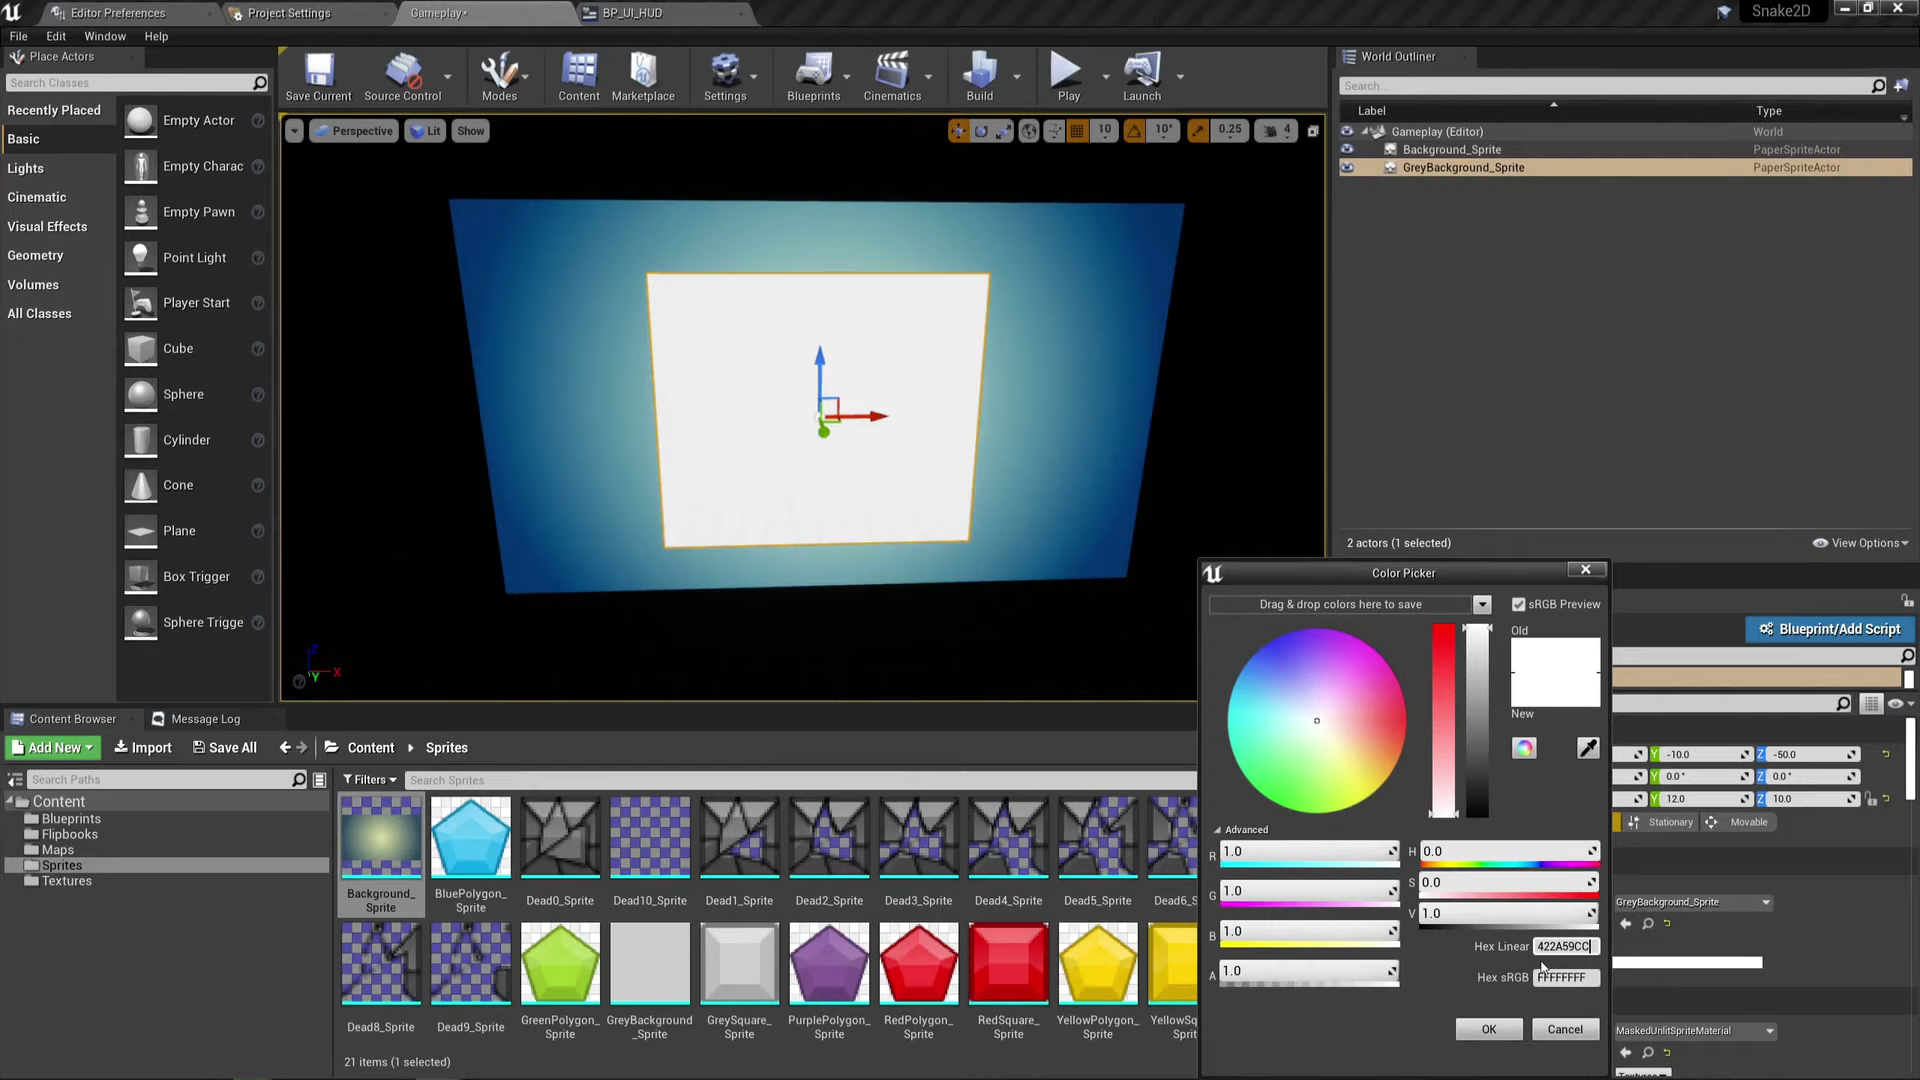 Editor Preferences
Project Settings
Gameplay*
BP_UI_HUD
Snake2D
File Edit Window Help
Place Actors
Search Classes
Recently Placed
Basic
Lights
Cinematic
Visual Effects
Geometry
Volumes
All Classes
Empty Actor
Empty Charac
Empty Pawn
Point Light
Player Start
Cube
Sphere
Cylinder
Cone
Plane
Box Trigger
Sphere Trigge
Save Current
Source Control
Modes
Content
Marketplace
Settings
Blueprints
Cinematics
Build
Play
Launch
Perspective
Lit
Show
10
10°
0.25
4
Z
X
Y
World Outliner
Search...
Label Type
Gameplay (Editor) World
Background_Sprite PaperSpriteActor
GreyBackground_Sprite PaperSpriteActor
2 actors (1 selected)
View Options
Color Picker
Drag & drop colors here to save
sRGB Preview
Old
New
Advanced
R 1.0
G 1.0
B 1.0
A 1.0
H 0.0
S 0.0
V 1.0
Hex Linear 422A59CC
Hex sRGB FFFFFFFF
OK
Cancel
Blueprint/Add Script
Y -10.0 Z -50.0
Y 0.0° Z 0.0°
Y 12.0 Z 10.0
Stationary
Movable
GreyBackground_Sprite
MaskedUnlitSpriteMaterial
Textures
Content Browser
Message Log
Add New
Import
Save All
Content
Sprites
Search Paths
Filters
Search Sprites
Content
Blueprints
Flipbooks
Maps
Sprites
Textures
Background_
Sprite
BluePolygon_
Sprite
Dead0_Sprite
Dead10_Sprite
Dead1_Sprite
Dead2_Sprite
Dead3_Sprite
Dead4_Sprite
Dead5_Sprite
Dead6_S
Dead8_Sprite
Dead9_Sprite
GreenPolygon_
Sprite
GreyBackground
_Sprite
GreySquare_
Sprite
PurplePolygon_
Sprite
RedPolygon_
Sprite
RedSquare_
Sprite
YellowPolygon_
Sprite
YellowSq
Sprite
21 items (1 selected)